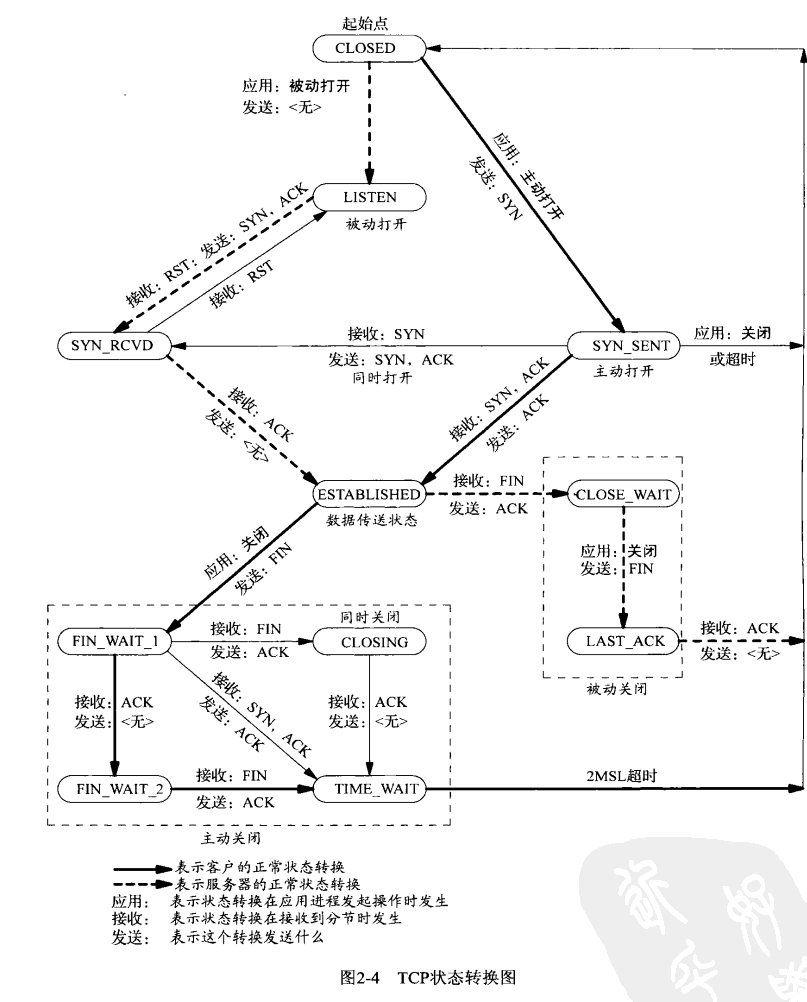 起始点
CLOSED
应用：被动打开
发送：<无>
应用：主动打开
发送：SYN
LISTEN
被动打开
接收：RST；发送：SYN，ACK
接收：RST
SYN_RCVD
接收：SYN
发送：SYN，ACK
同时打开
SYN_SENT
主动打开
应用：关闭
或超时
接收：ACK
发送：<无>
接收：SYN，ACK
发送：ACK
ESTABLISHED
数据传送状态
接收：FIN
发送：ACK
CLOSE_WAIT
应用：关闭
发送：FIN
应用：关闭
发送：FIN
LAST_ACK
被动关闭
接收：ACK
发送：<无>
同时关闭
FIN_WAIT_1
接收：FIN
发送：ACK
CLOSING
接收：ACK
发送：<无>
接收：SYN，ACK
发送：ACK
接收：ACK
发送：<无>
FIN_WAIT_2
接收：FIN
发送：ACK
TIME_WAIT
2MSL超时
主动关闭
表示客户的正常状态转换
表示服务器的正常状态转换
应用： 表示状态转换在应用进程发起操作时发生
接收： 表示状态转换在接收到分节时发生
发送： 表示这个转换发送什么
图2-4 TCP状态转换图